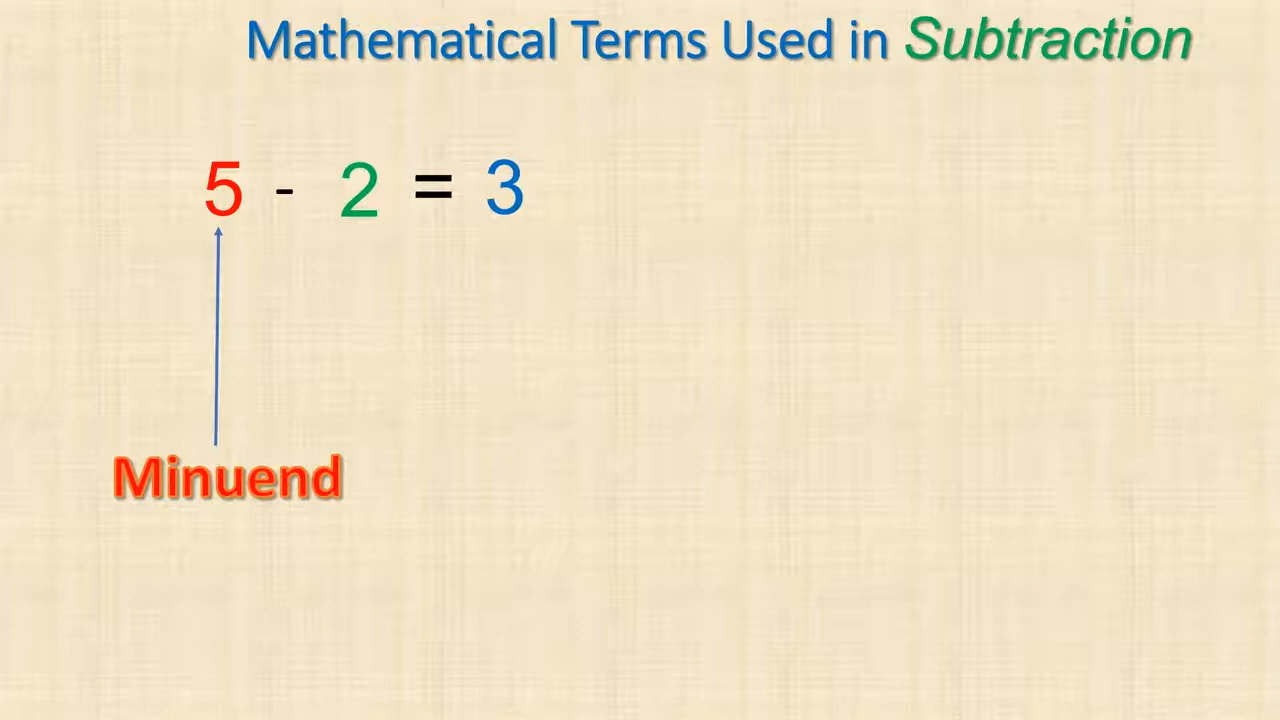 Mathematical Terms Used in Subtraction
5 - 2 = 3
Minuend